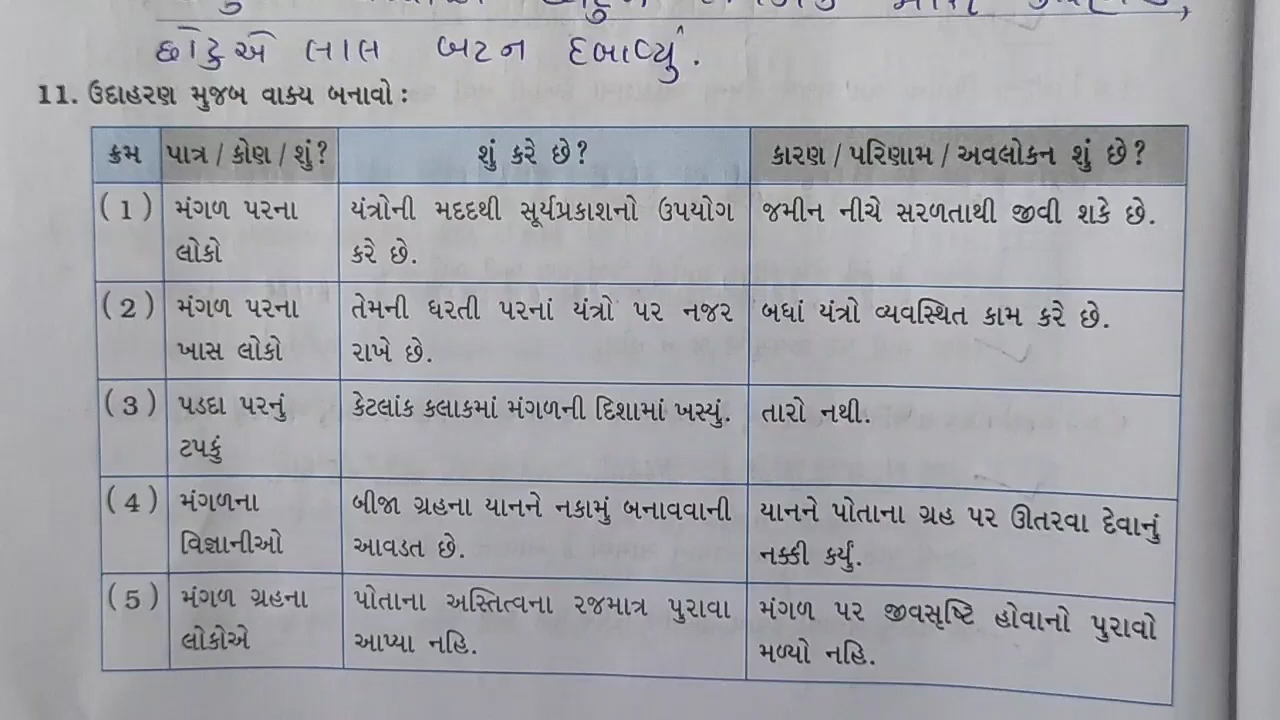 છોટુએ લાલ બટન દબાવ્યું.
11. ઉદાહરણ મુજબ વાક્ય બનાવો :
ક્રમ પાત્ર / કોણ / શું? શું કરે છે? કારણ / પરિણામ / અવલોકન શું છે?
(1) મંગળ પરના યંત્રોની મદદથી સૂર્યપ્રકાશનો ઉપયોગ જમીન નીચે સરળતાથી જીવી શકે છે.
લોકો કરે છે.
(2) મંગળ પરના તેમની ધરતી પરનાં યંત્રો પર નજર બધાં યંત્રો વ્યવસ્થિત કામ કરે છે.
ખાસ લોકો રાખે છે.
(3) પડદા પરનું કેટલાંક કલાકમાં મંગળની દિશામાં ખસ્યું. તારો નથી.
ટપકું
(4) મંગળના બીજા ગ્રહના યાનને નકામું બનાવવાની યાનને પોતાના ગ્રહ પર ઊતરવા દેવાનું
વિજ્ઞાનીઓ આવડત છે. નક્કી કર્યું.
(5) મંગળ ગ્રહના પોતાના અસ્તિત્વના રજમાત્ર પુરાવા મંગળ પર જીવસૃષ્ટિ હોવાનો પુરાવો
લોકોએ આપ્યા નહિ. મળ્યો નહિ.